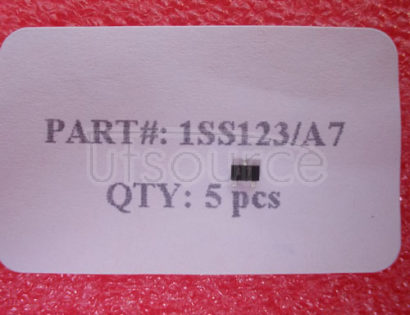 PART#: 1SS123/A7
Utsource
QTY: 5 pcs